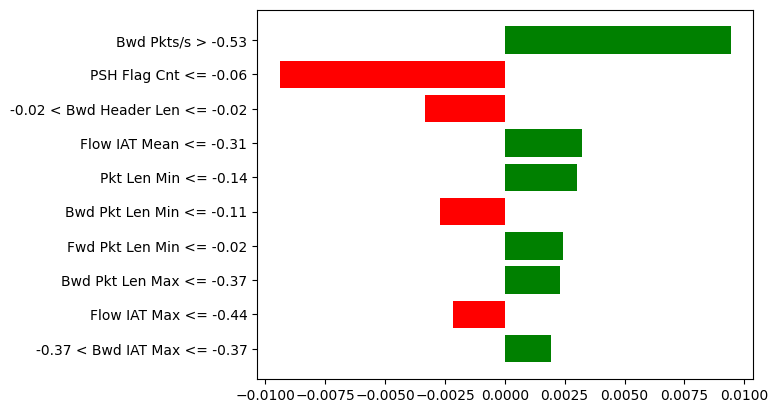 Bwd Pkts/s > -0.53
PSH Flag Cnt <= -0.06
-0.02 < Bwd Header Len <= -0.02
Flow IAT Mean <= -0.31
Pkt Len Min <= -0.14
Bwd Pkt Len Min <= -0.11
Fwd Pkt Len Min <= -0.02
Bwd Pkt Len Max <= -0.37
Flow IAT Max <= -0.44
-0.37 < Bwd IAT Max <= -0.37
−0.0100 −0.0075 −0.0050 −0.0025 0.0000 0.0025 0.0050 0.0075 0.0100